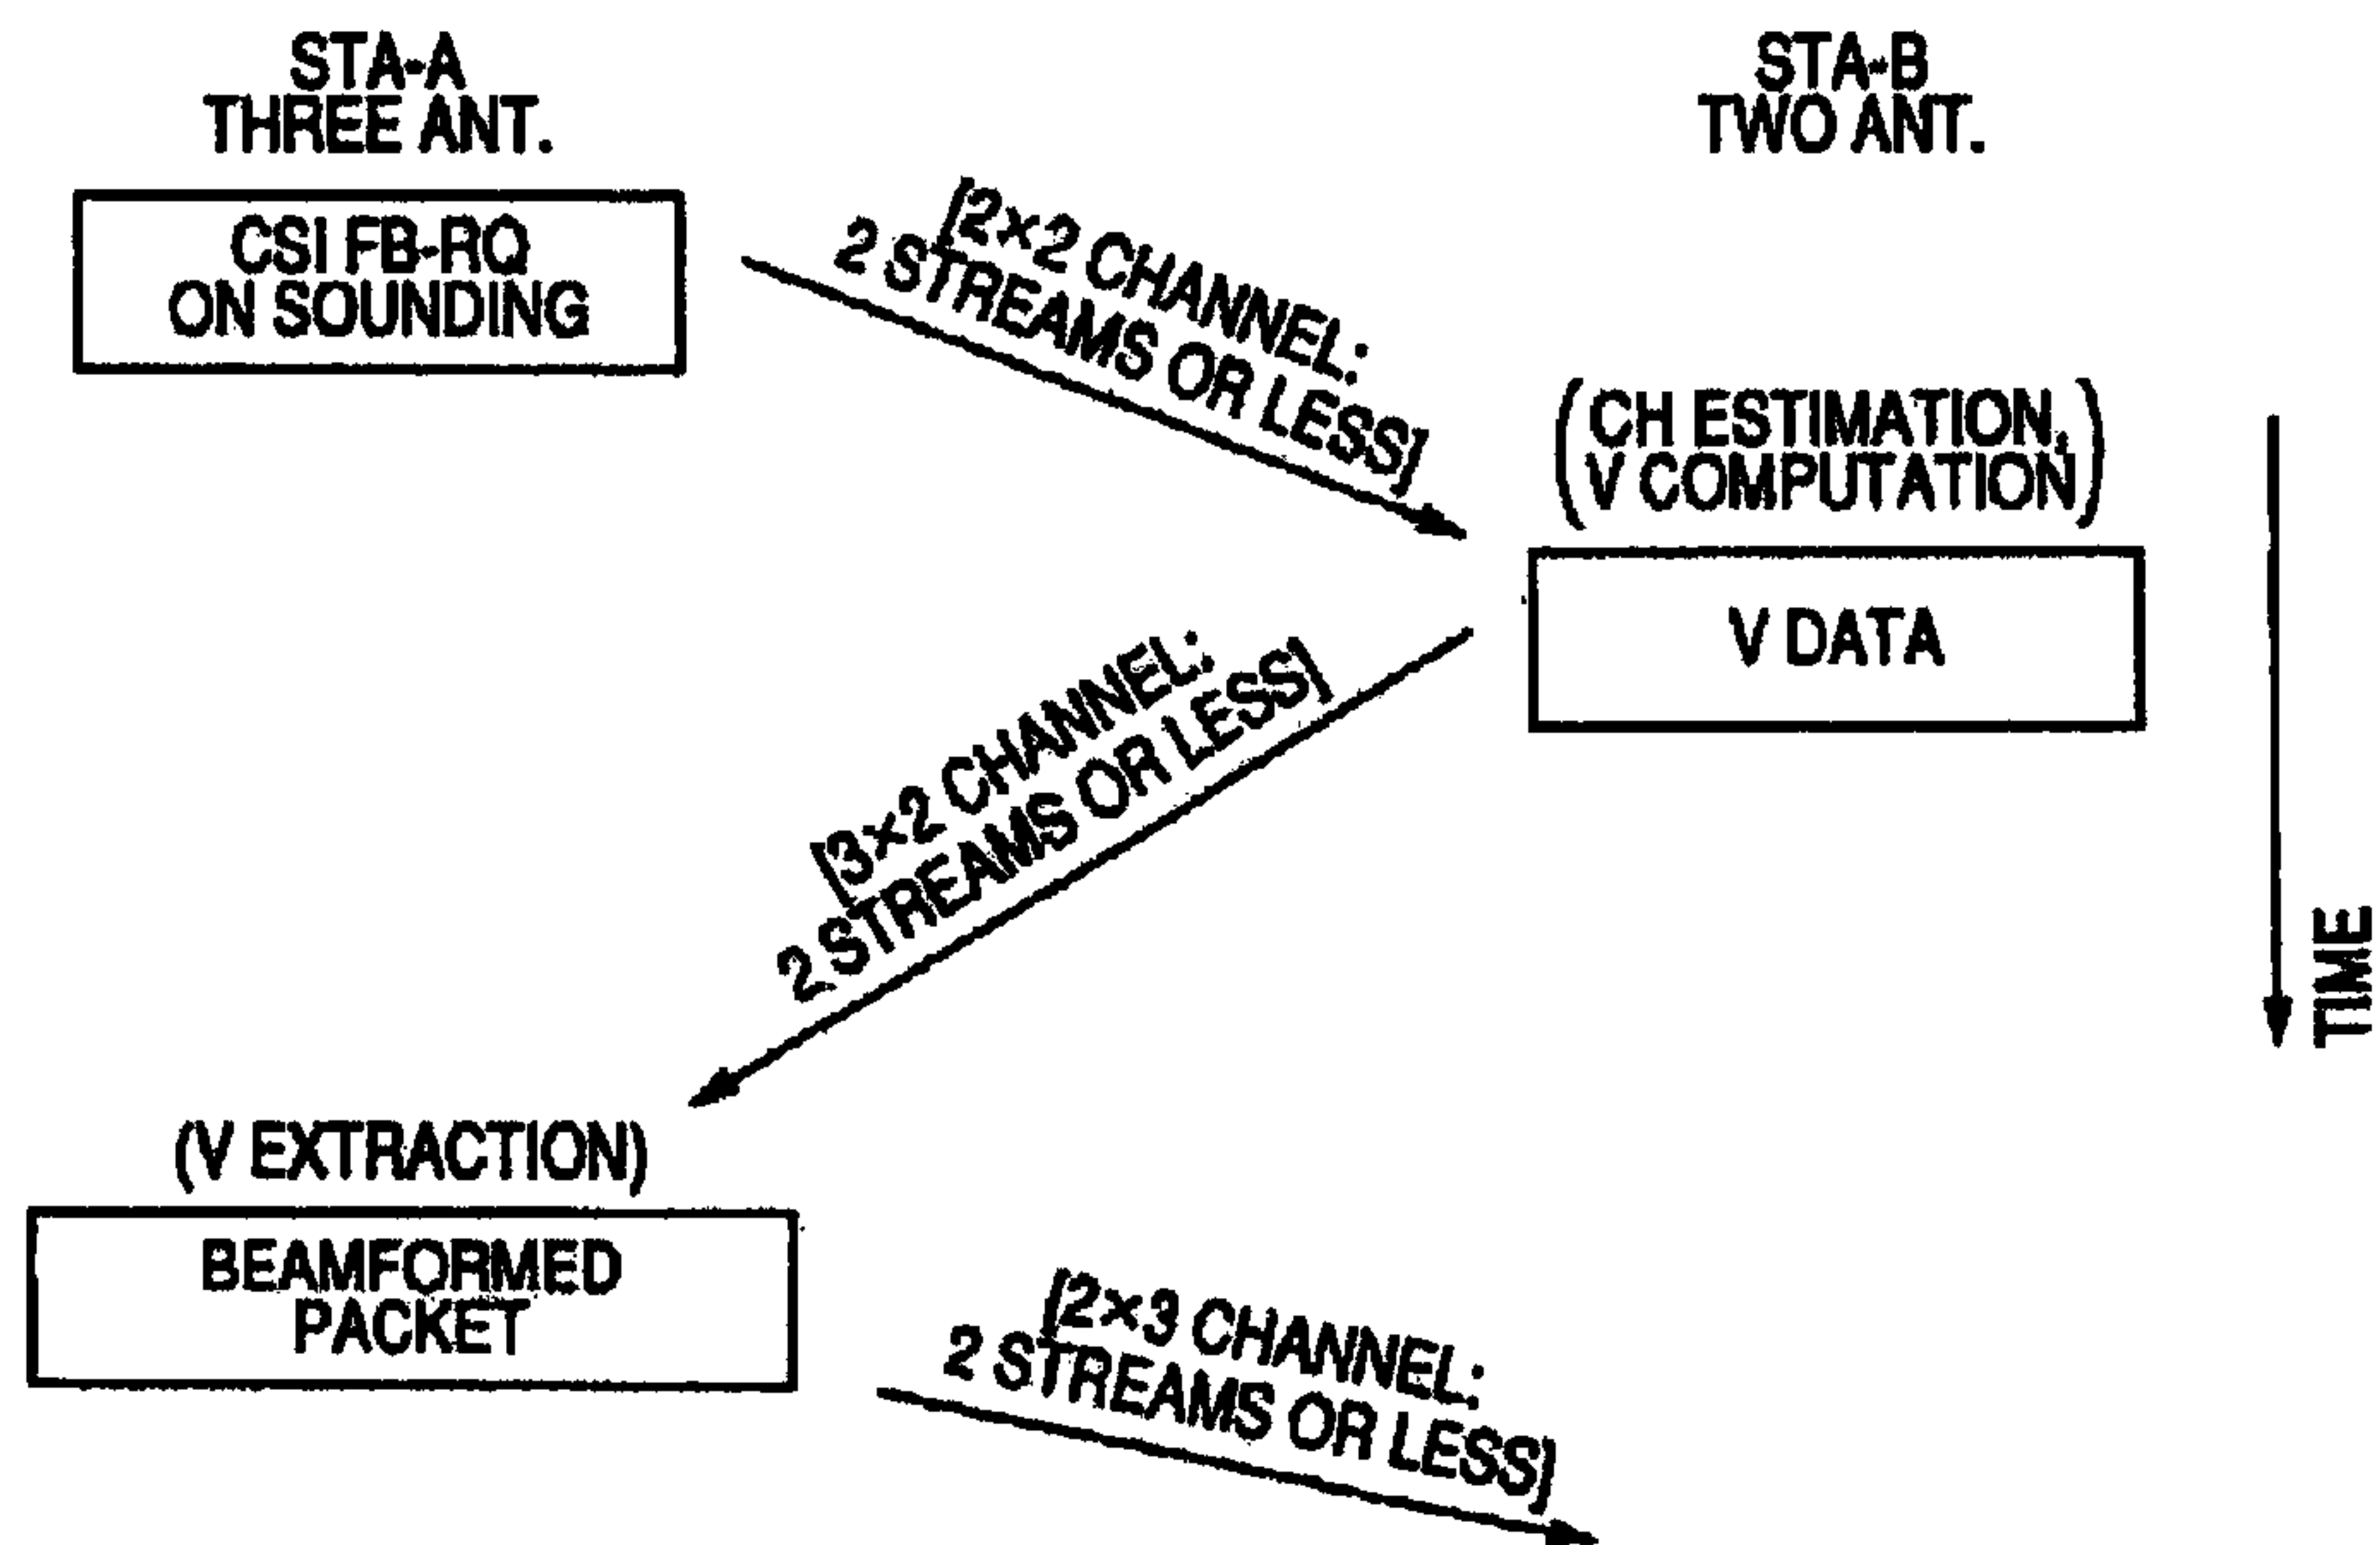 STA-A
THREE ANT.
STA-B
TWO ANT.
CSI FB-RQ
ON SOUNDING
[2×2 CHANNEL:
2 STREAMS OR LESS]
(CH ESTIMATION,
V COMPUTATION)
V DATA
[3×2 CHANNEL:
2 STREAMS OR LESS]
TIME
(V EXTRACTION)
BEAMFORMED
PACKET
[2×3 CHANNEL:
2 STREAMS OR LESS]